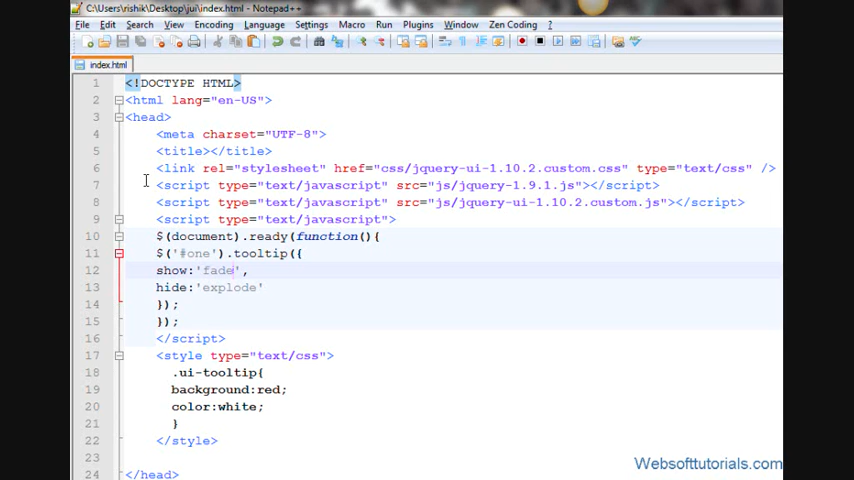 C:\Users\rishik\Desktop\jui\index.html - Notepad++
File Edit Search View Encoding Language Settings Macro Run Plugins Window Zen Coding ?
index.html
1 <!DOCTYPE HTML>
2 <html lang="en-US">
3 <head>
4 <meta charset="UTF-8">
5 <title></title>
6 <link rel="stylesheet" href="css/jquery-ui-1.10.2.custom.css" type="text/css" />
7 <script type="text/javascript" src="js/jquery-1.9.1.js"></script>
8 <script type="text/javascript" src="js/jquery-ui-1.10.2.custom.js"></script>
9 <script type="text/javascript">
10 $(document).ready(function(){
11 $('#one').tooltip({
12 show:'fade',
13 hide:'explode'
14 });
15 });
16 </script>
17 <style type="text/css">
18 .ui-tooltip{
19 background:red;
20 color:white;
21 }
22 </style>
23
24 </head>
Websofttutorials.com